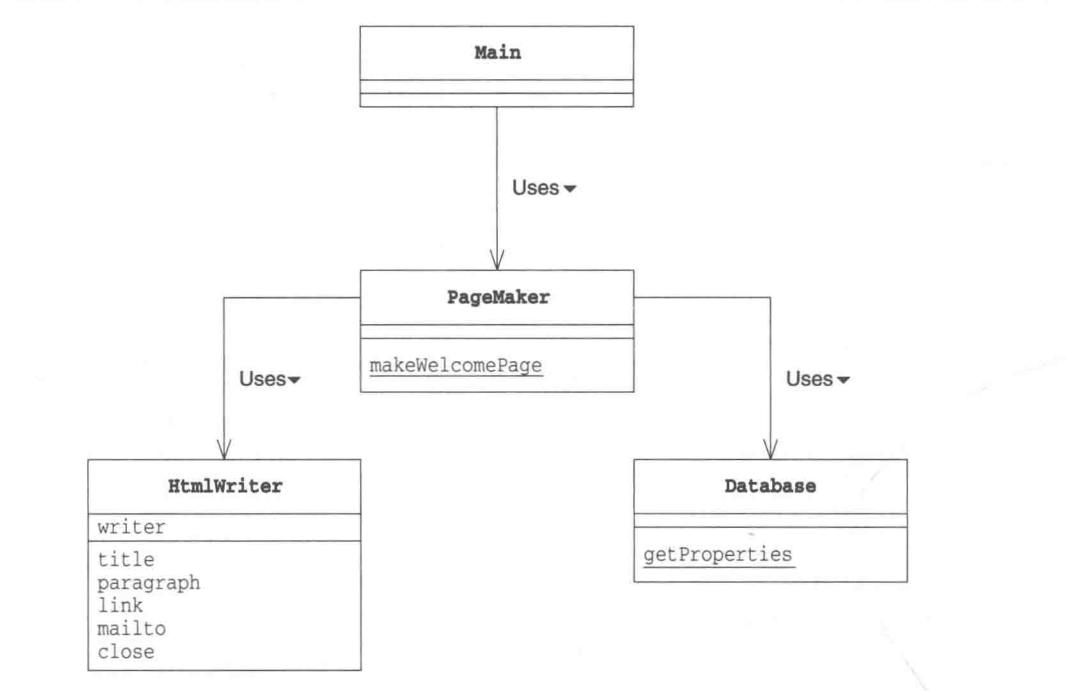 Main
Uses
PageMaker
makeWelcomePage
Uses
Uses
HtmlWriter
writer
title
paragraph
link
mailto
close
Database
getProperties